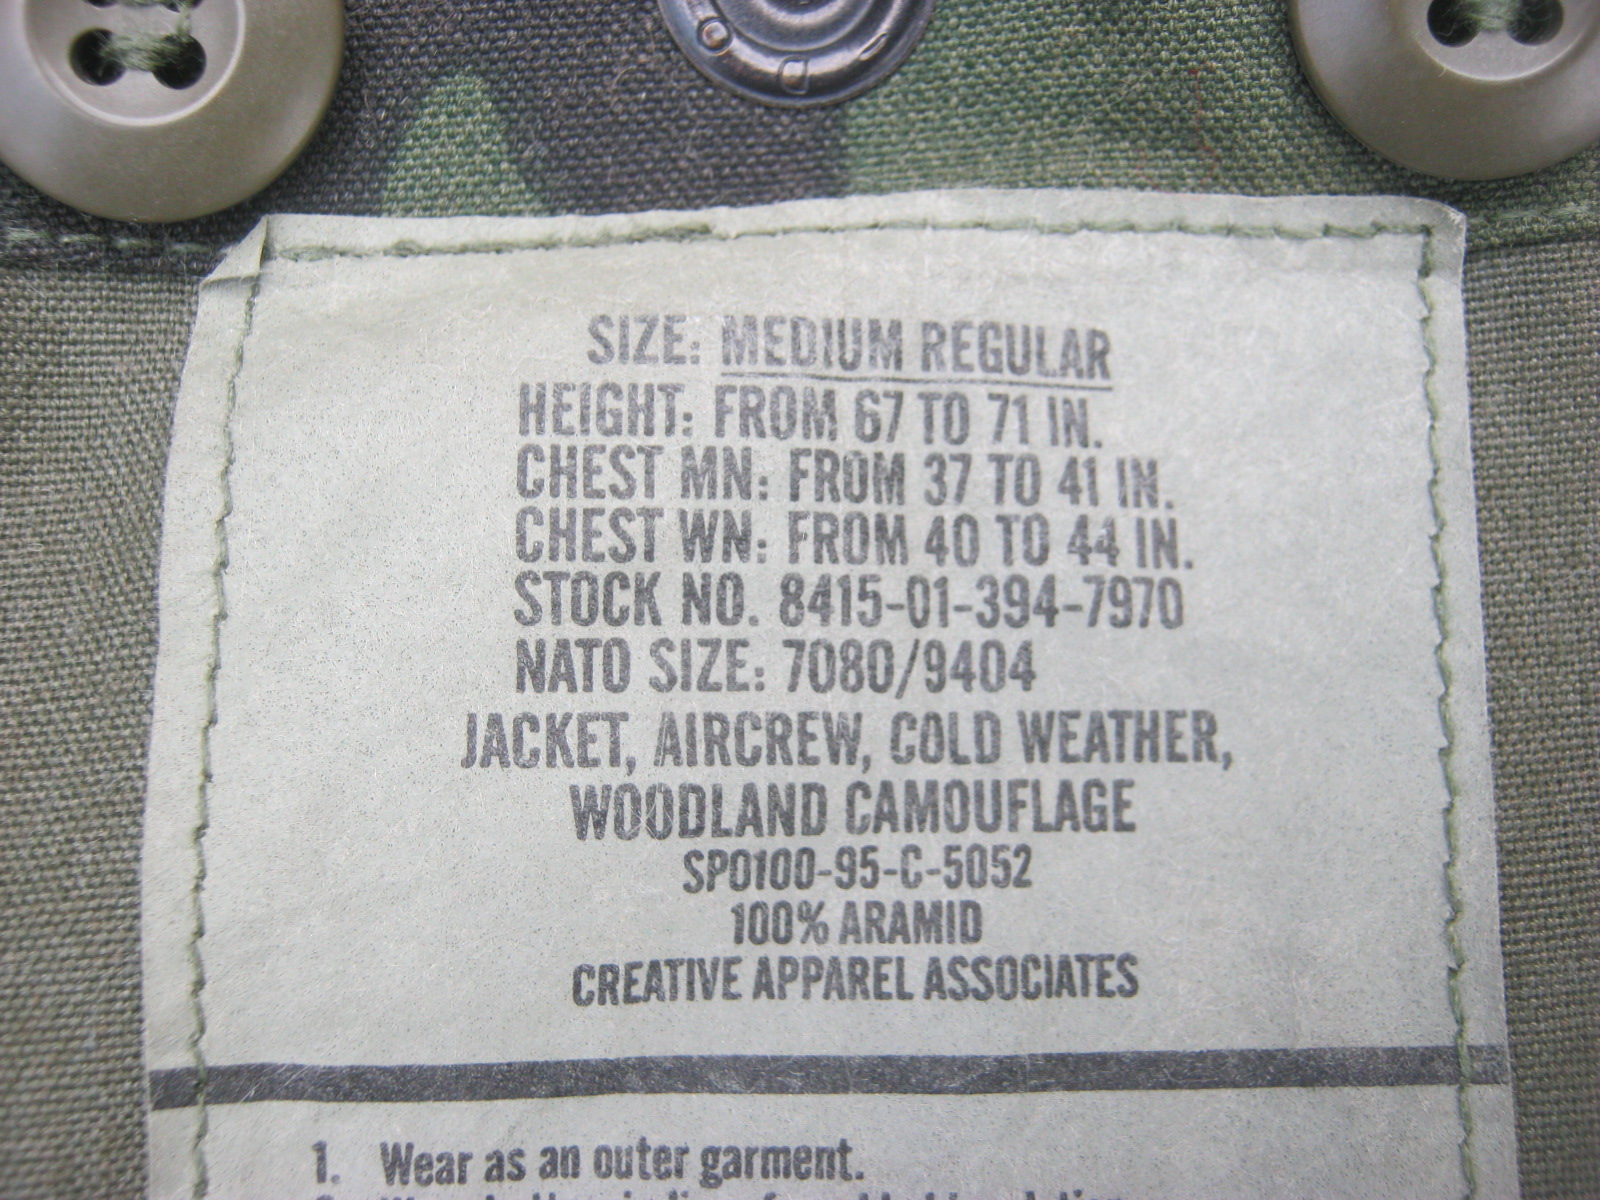 SIZE: MEDIUM REGULAR
HEIGHT: FROM 67 TO 71 IN.
CHEST MN: FROM 37 TO 41 IN.
CHEST WN: FROM 40 TO 44 IN.
STOCK NO. 8415-01-394-7970
NATO SIZE: 7080/9404
JACKET, AIRCREW, COLD WEATHER,
WOODLAND CAMOUFLAGE
SPO100-95-C-5052
100% ARAMID
CREATIVE APPAREL ASSOCIATES
1. Wear as an outer garment.